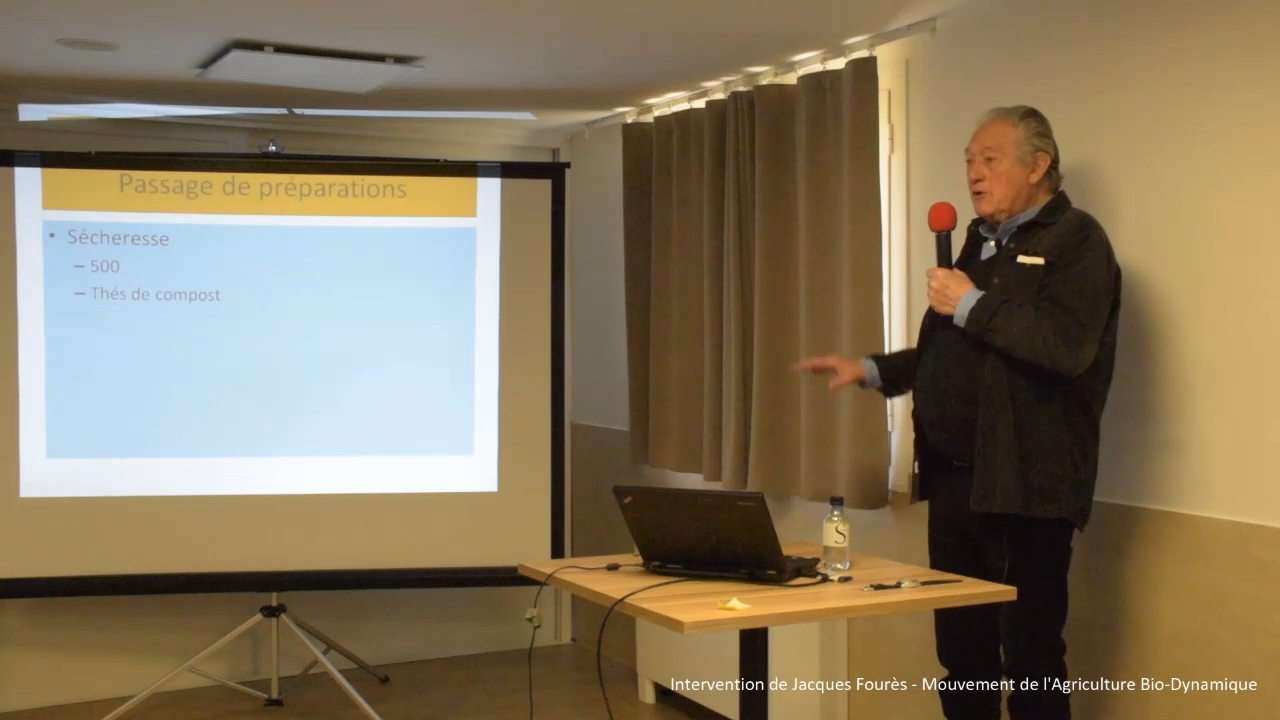 Passage de préparations
• Sécheresse
– 500
– Thés de compost
S
Intervention de Jacques Fourès - Mouvement de l'Agriculture Bio-Dynamique